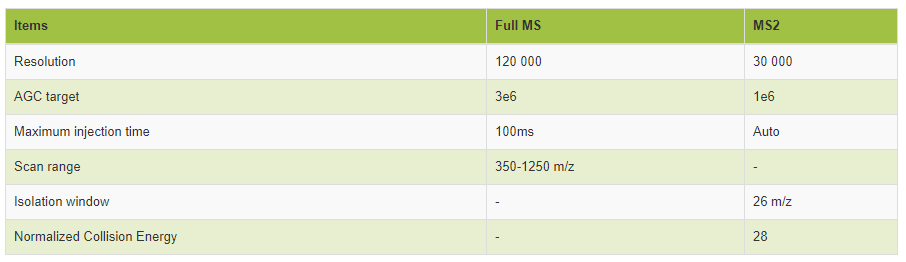 Items Full MS MS2
Resolution 120 000 30 000
AGC target 3e6 1e6
Maximum injection time 100ms Auto
Scan range 350-1250 m/z -
Isolation window - 26 m/z
Normalized Collision Energy - 28